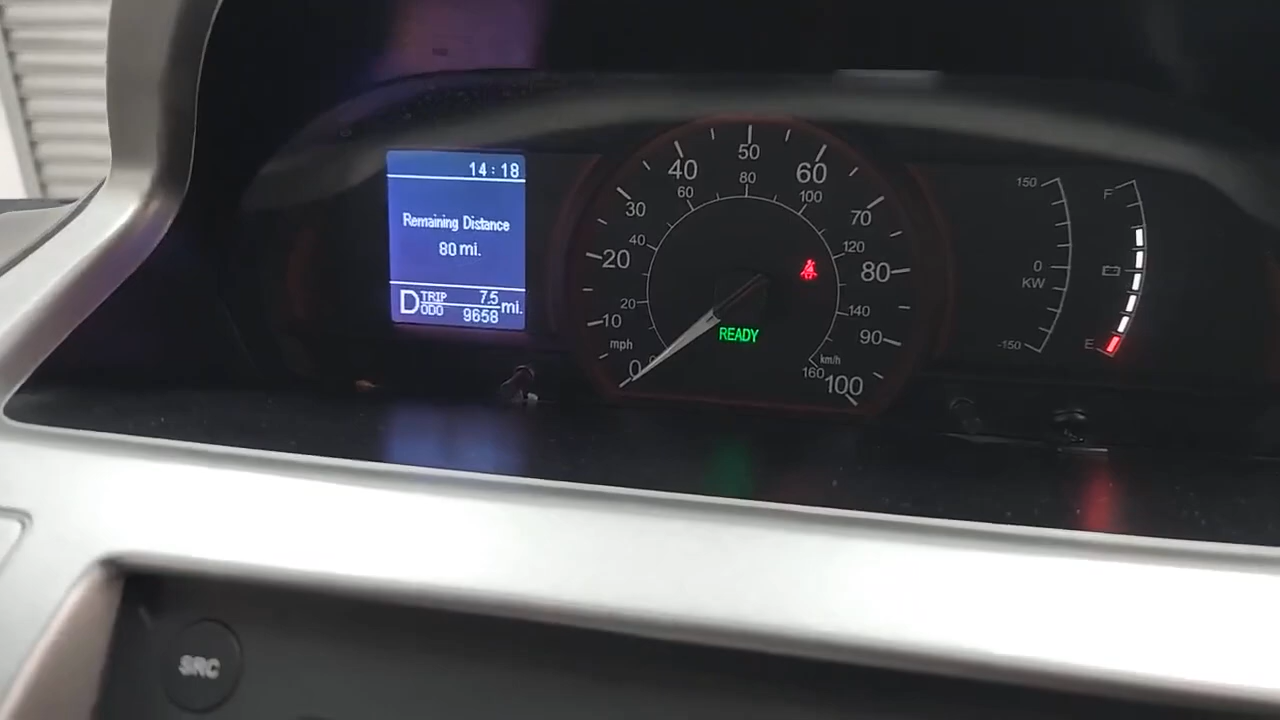 14:18
Remaining Distance
80 mi.
D TRIP 7.5 mi.
ODO 9658
0 10 20 30 40 50 60 70 80 90 100
mph
0 20 40 60 80 100 120 140 160
km/h
READY
150
0
KW
-150
F
E
SRC